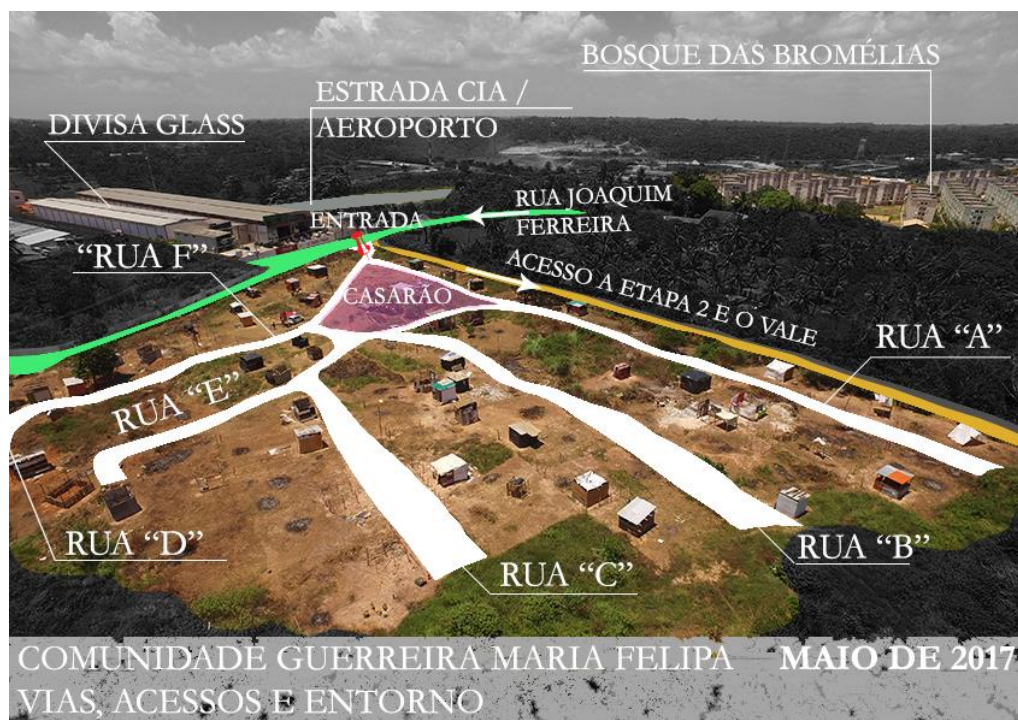 BOSQUE DAS BROMÉLIAS
ESTRADA CIA /
AEROPORTO
DIVISA GLASS
RUA JOAQUIM
FERREIRA
ENTRADA
“RUA F”
ACESSO A ETAPA 2 E O VALE
CASARÃO
RUA “A”
RUA “E”
RUA “D”
RUA “B”
RUA “C”
COMUNIDADE GUERREIRA MARIA FELIPA MAIO DE 2017
VIAS, ACESSOS E ENTORNO